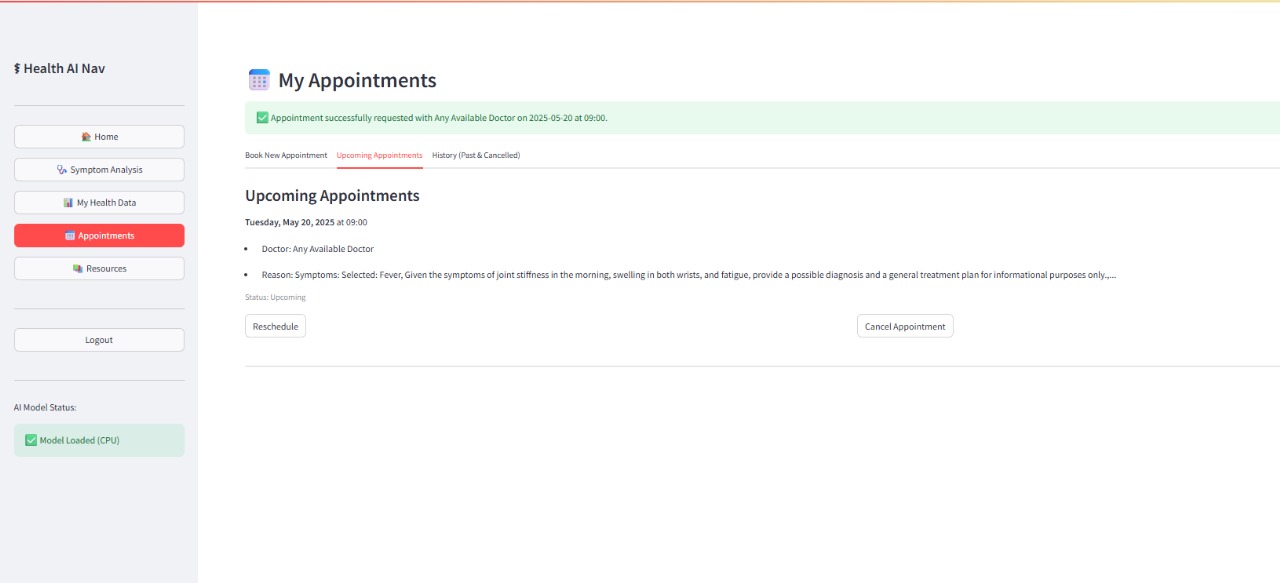 ⚕ Health AI Nav
Home
Symptom Analysis
My Health Data
Appointments
Resources
Logout
AI Model Status:
Model Loaded (CPU)
My Appointments
Appointment successfully requested with Any Available Doctor on 2025-05-20 at 09:00.
Book New Appointment Upcoming Appointments History (Past & Cancelled)
Upcoming Appointments
Tuesday, May 20, 2025 at 09:00
• Doctor: Any Available Doctor
• Reason: Symptoms: Selected: Fever, Given the symptoms of joint stiffness in the morning, swelling in both wrists, and fatigue, provide a possible diagnosis and a general treatment plan for informational purposes only.,...
Status: Upcoming
Reschedule Cancel Appointment